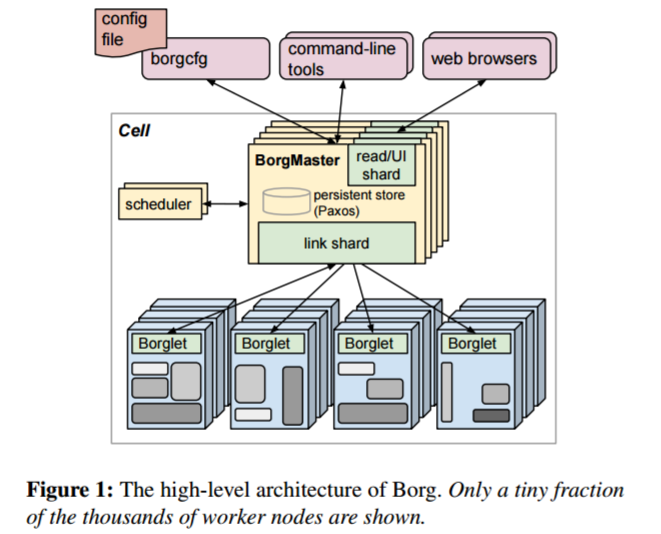 config
file
borgcfg
command-line
tools
web browsers
Cell
BorgMaster
read/UI
shard
persistent store
(Paxos)
scheduler
link shard
Borglet
Borglet
Borglet
Borglet
Figure 1: The high-level architecture of Borg. Only a tiny fraction
of the thousands of worker nodes are shown.